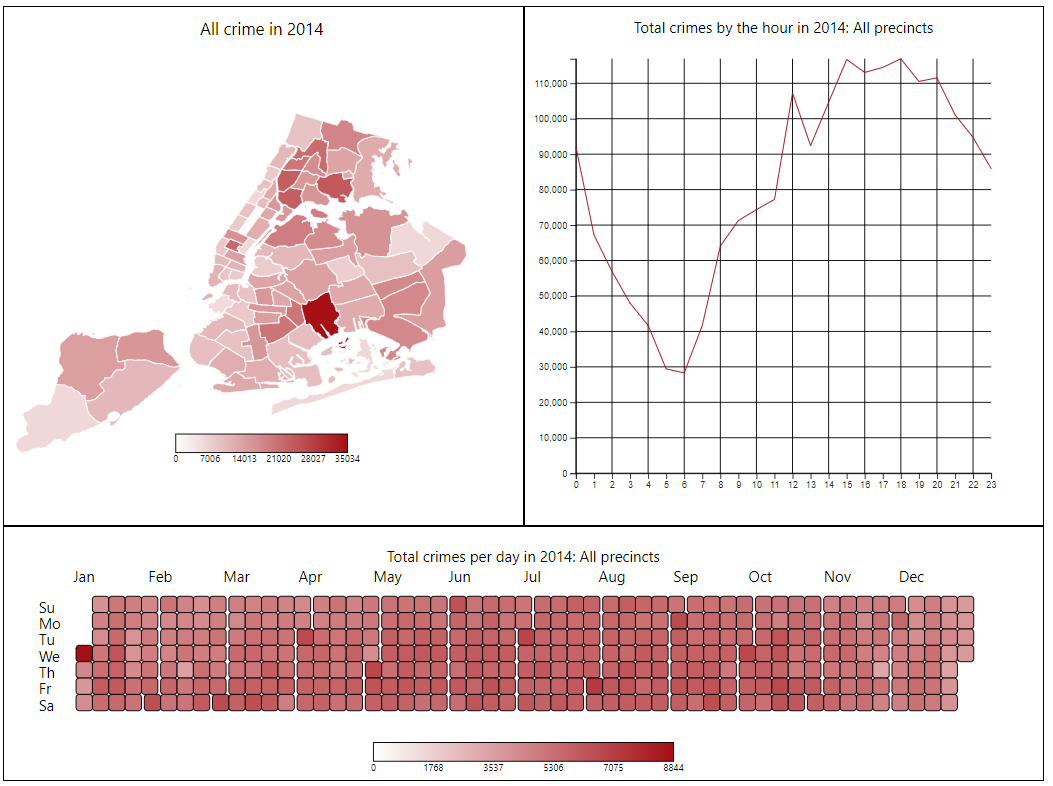 All crime in 2014
0 7006 14013 21020 28027 35034
Total crimes by the hour in 2014: All precincts
110,000
100,000
90,000
80,000
70,000
60,000
50,000
40,000
30,000
20,000
10,000
0
0 1 2 3 4 5 6 7 8 9 10 11 12 13 14 15 16 17 18 19 20 21 22 23
Total crimes per day in 2014: All precincts
Jan Feb Mar Apr May Jun Jul Aug Sep Oct Nov Dec
Su
Mo
Tu
We
Th
Fr
Sa
0 1768 3537 5306 7075 8844